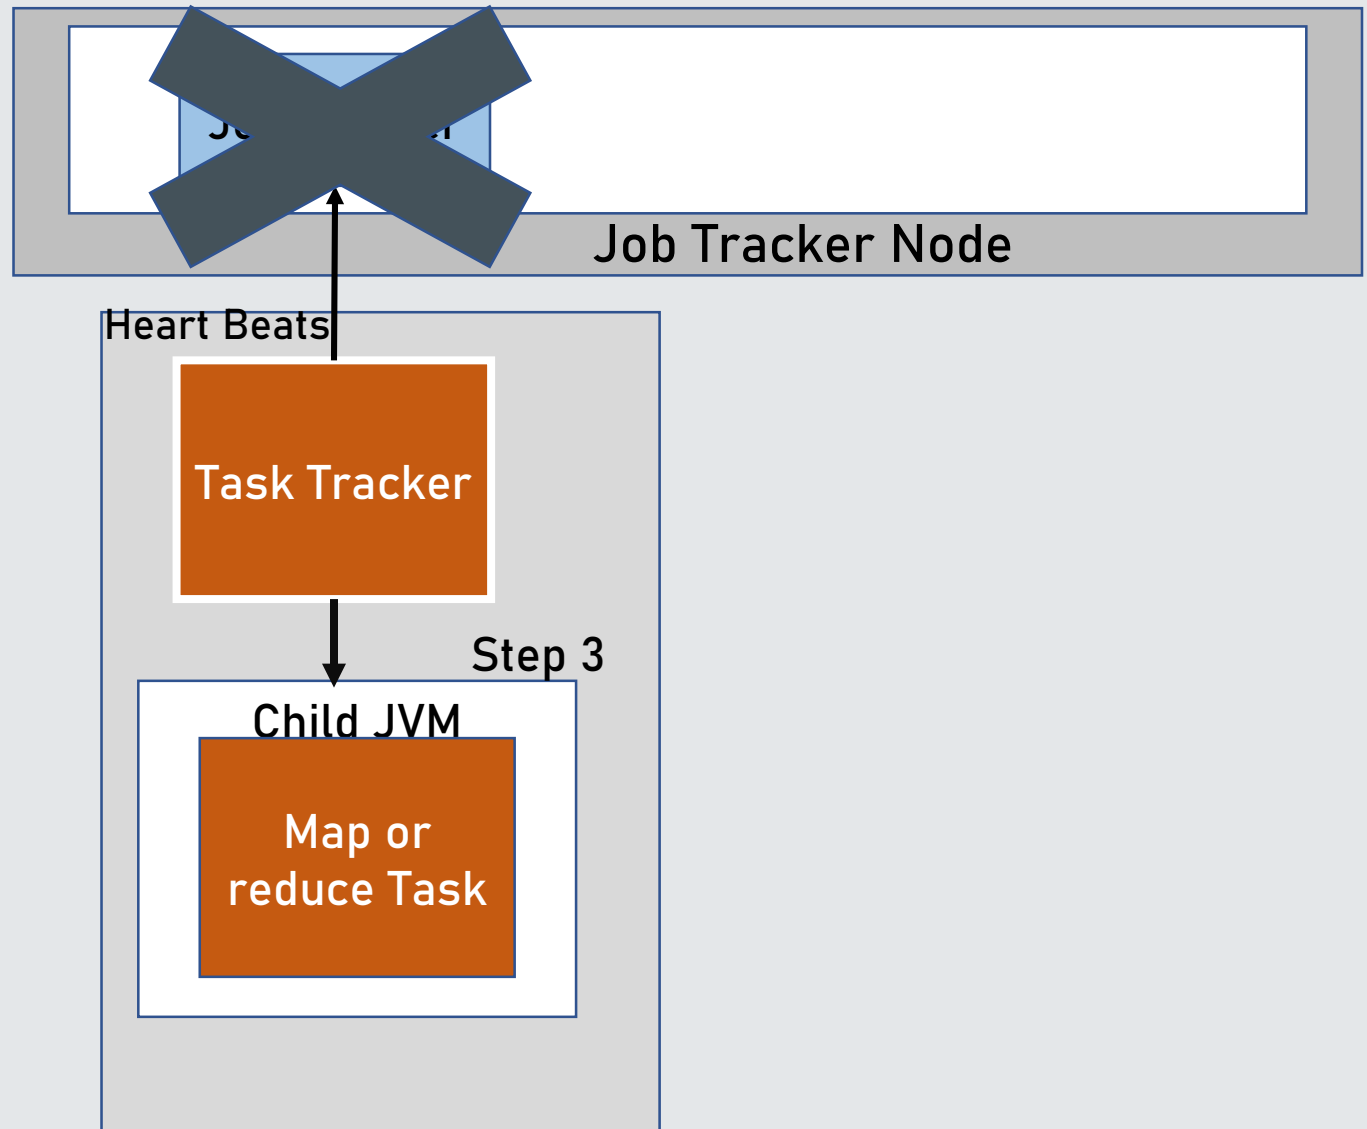 Job Tracker Node
Heart Beats
Task Tracker
Step 3
Child JVM
Map or
reduce Task